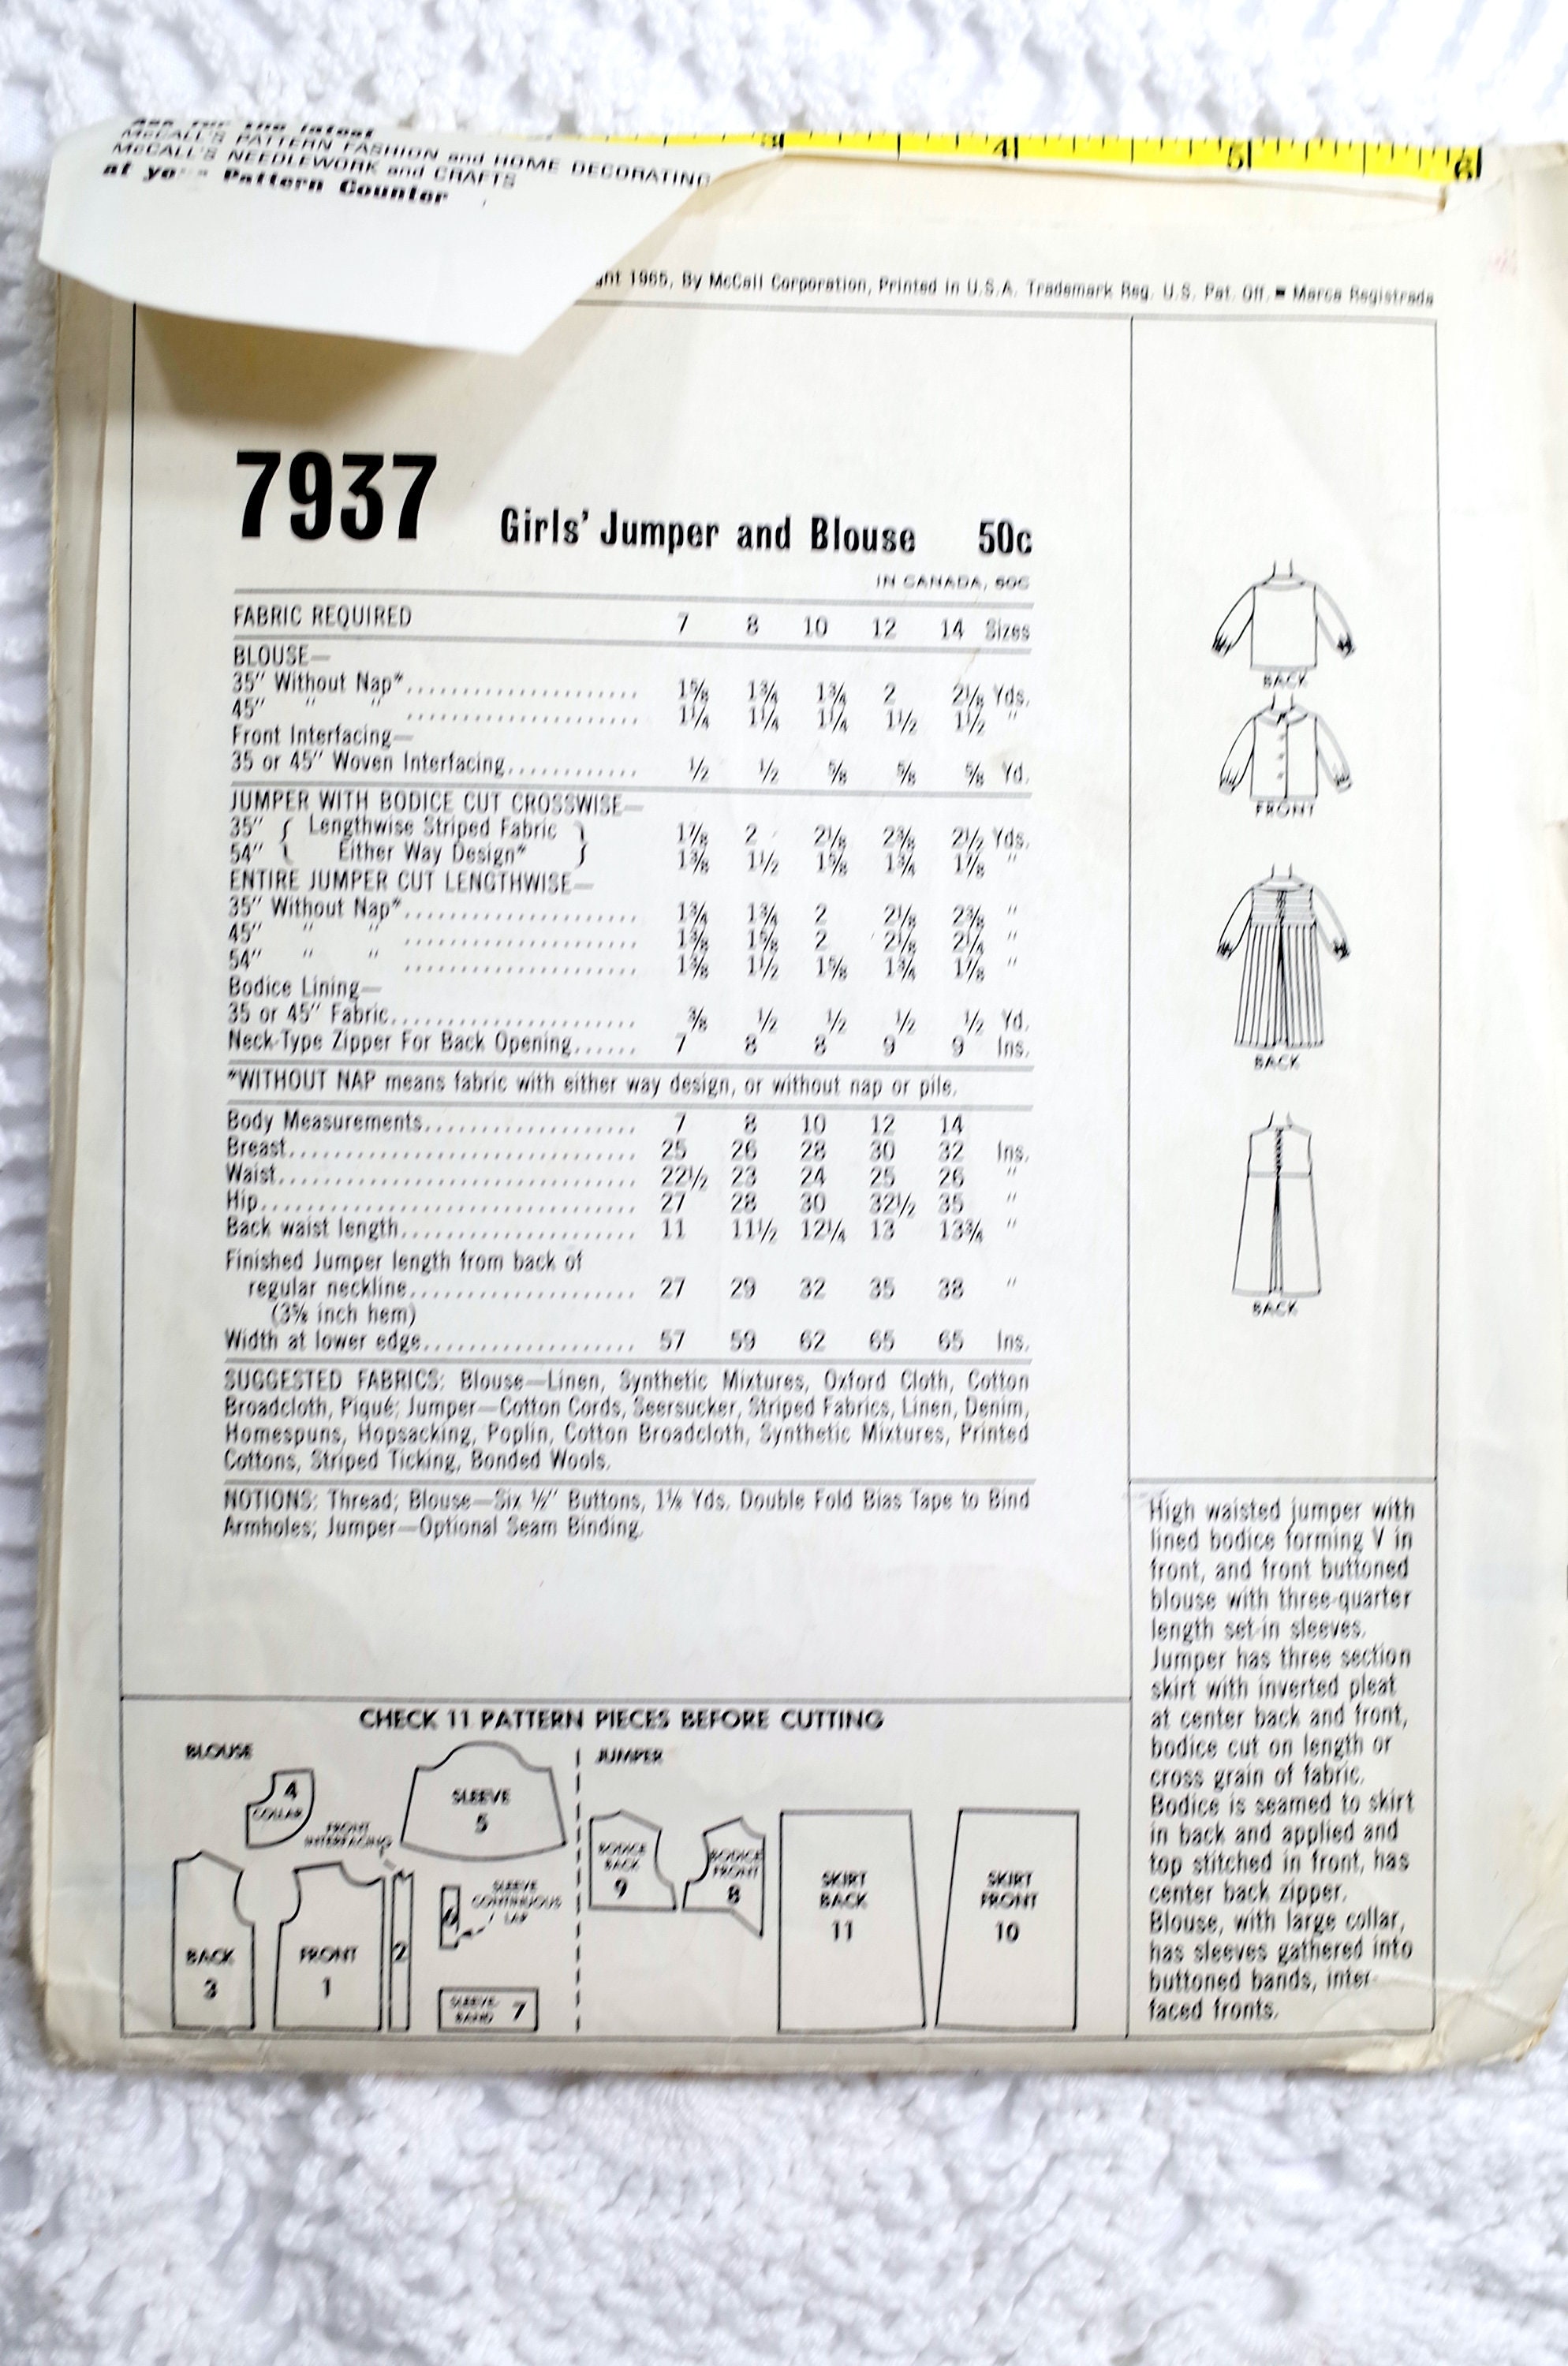 Ask for the latest
McCALL'S PATTERN FASHION and HOME DECORATING
McCALL'S NEEDLEWORK and CRAFTS
at Pattern Counter
3 4 5 6
1965, By McCall Corporation, Printed in U.S.A. Trademark Reg. U.S. Pat. Off. ■ Marca Registrada
7937 Girls' Jumper and Blouse 50c
IN CANADA, 60C
FABRIC REQUIRED 7 8 10 12 14 Sizes
BLOUSE—
35" Without Nap* 1⅝ 1¾ 1¾ 2 2⅛ Yds.
45" " " 1¼ 1¼ 1¼ 1½ 1½ "
Front Interfacing—
35 or 45" Woven Interfacing ½ ½ ⅝ ⅝ ⅝ Yd.
JUMPER WITH BODICE CUT CROSSWISE—
35" { Lengthwise Striped Fabric } 1⅞ 2 2⅛ 2⅜ 2½ Yds.
54" { Either Way Design* } 1⅜ 1½ 1⅝ 1¾ 1⅞ "
ENTIRE JUMPER CUT LENGTHWISE—
35" Without Nap* 1¾ 1¾ 2 2⅛ 2⅜ "
45" " " 1⅜ 1⅝ 2 2⅛ 2¼ "
54" " " 1⅜ 1½ 1⅝ 1¾ 1⅞ "
Bodice Lining—
35 or 45" Fabric ⅜ ½ ½ ½ ½ Yd.
Neck-Type Zipper For Back Opening 7 8 8 9 9 Ins.
*WITHOUT NAP means fabric with either way design, or without nap or pile.
Body Measurements 7 8 10 12 14
Breast 25 26 28 30 32 Ins.
Waist 22½ 23 24 25 26 "
Hip 27 28 30 32½ 35 "
Back waist length 11 11½ 12¼ 13 13¾ "
Finished Jumper length from back of
regular neckline 27 29 32 35 38 "
(3⅝ inch hem)
Width at lower edge 57 59 62 65 65 Ins.
SUGGESTED FABRICS: Blouse—Linen, Synthetic Mixtures, Oxford Cloth, Cotton
Broadcloth, Piqué; Jumper—Cotton Cords, Seersucker, Striped Fabrics, Linen, Denim,
Homespuns, Hopsacking, Poplin, Cotton Broadcloth, Synthetic Mixtures, Printed
Cottons, Striped Ticking, Bonded Wools.
NOTIONS: Thread; Blouse—Six ½" Buttons, Yds. Double Fold Bias Tape to Bind
Armholes; Jumper—Optional Seam Binding.
BACK
FRONT
BACK
BACK
High waisted jumper with
lined bodice forming V in
front, and front buttoned
blouse with three-quarter
length set-in sleeves.
Jumper has three section
skirt with inverted pleat
at center back and front,
bodice cut on length or
cross grain of fabric.
Bodice is seamed to skirt
in back and applied and
top stitched in front, has
center back zipper.
Blouse, with large collar,
has sleeves gathered into
buttoned bands, inter-
faced fronts.
CHECK 11 PATTERN PIECES BEFORE CUTTING
BLOUSE
4
COLLAR
FRONT
INTERFACING
SLEEVE
5
BACK
3
FRONT
1
2
6
SLEEVE
CONTINUOUS
LAP
SLEEVE
BAND 7
JUMPER
BODICE
BACK
9
BODICE
FRONT
8
SKIRT
BACK
11
SKIRT
FRONT
10